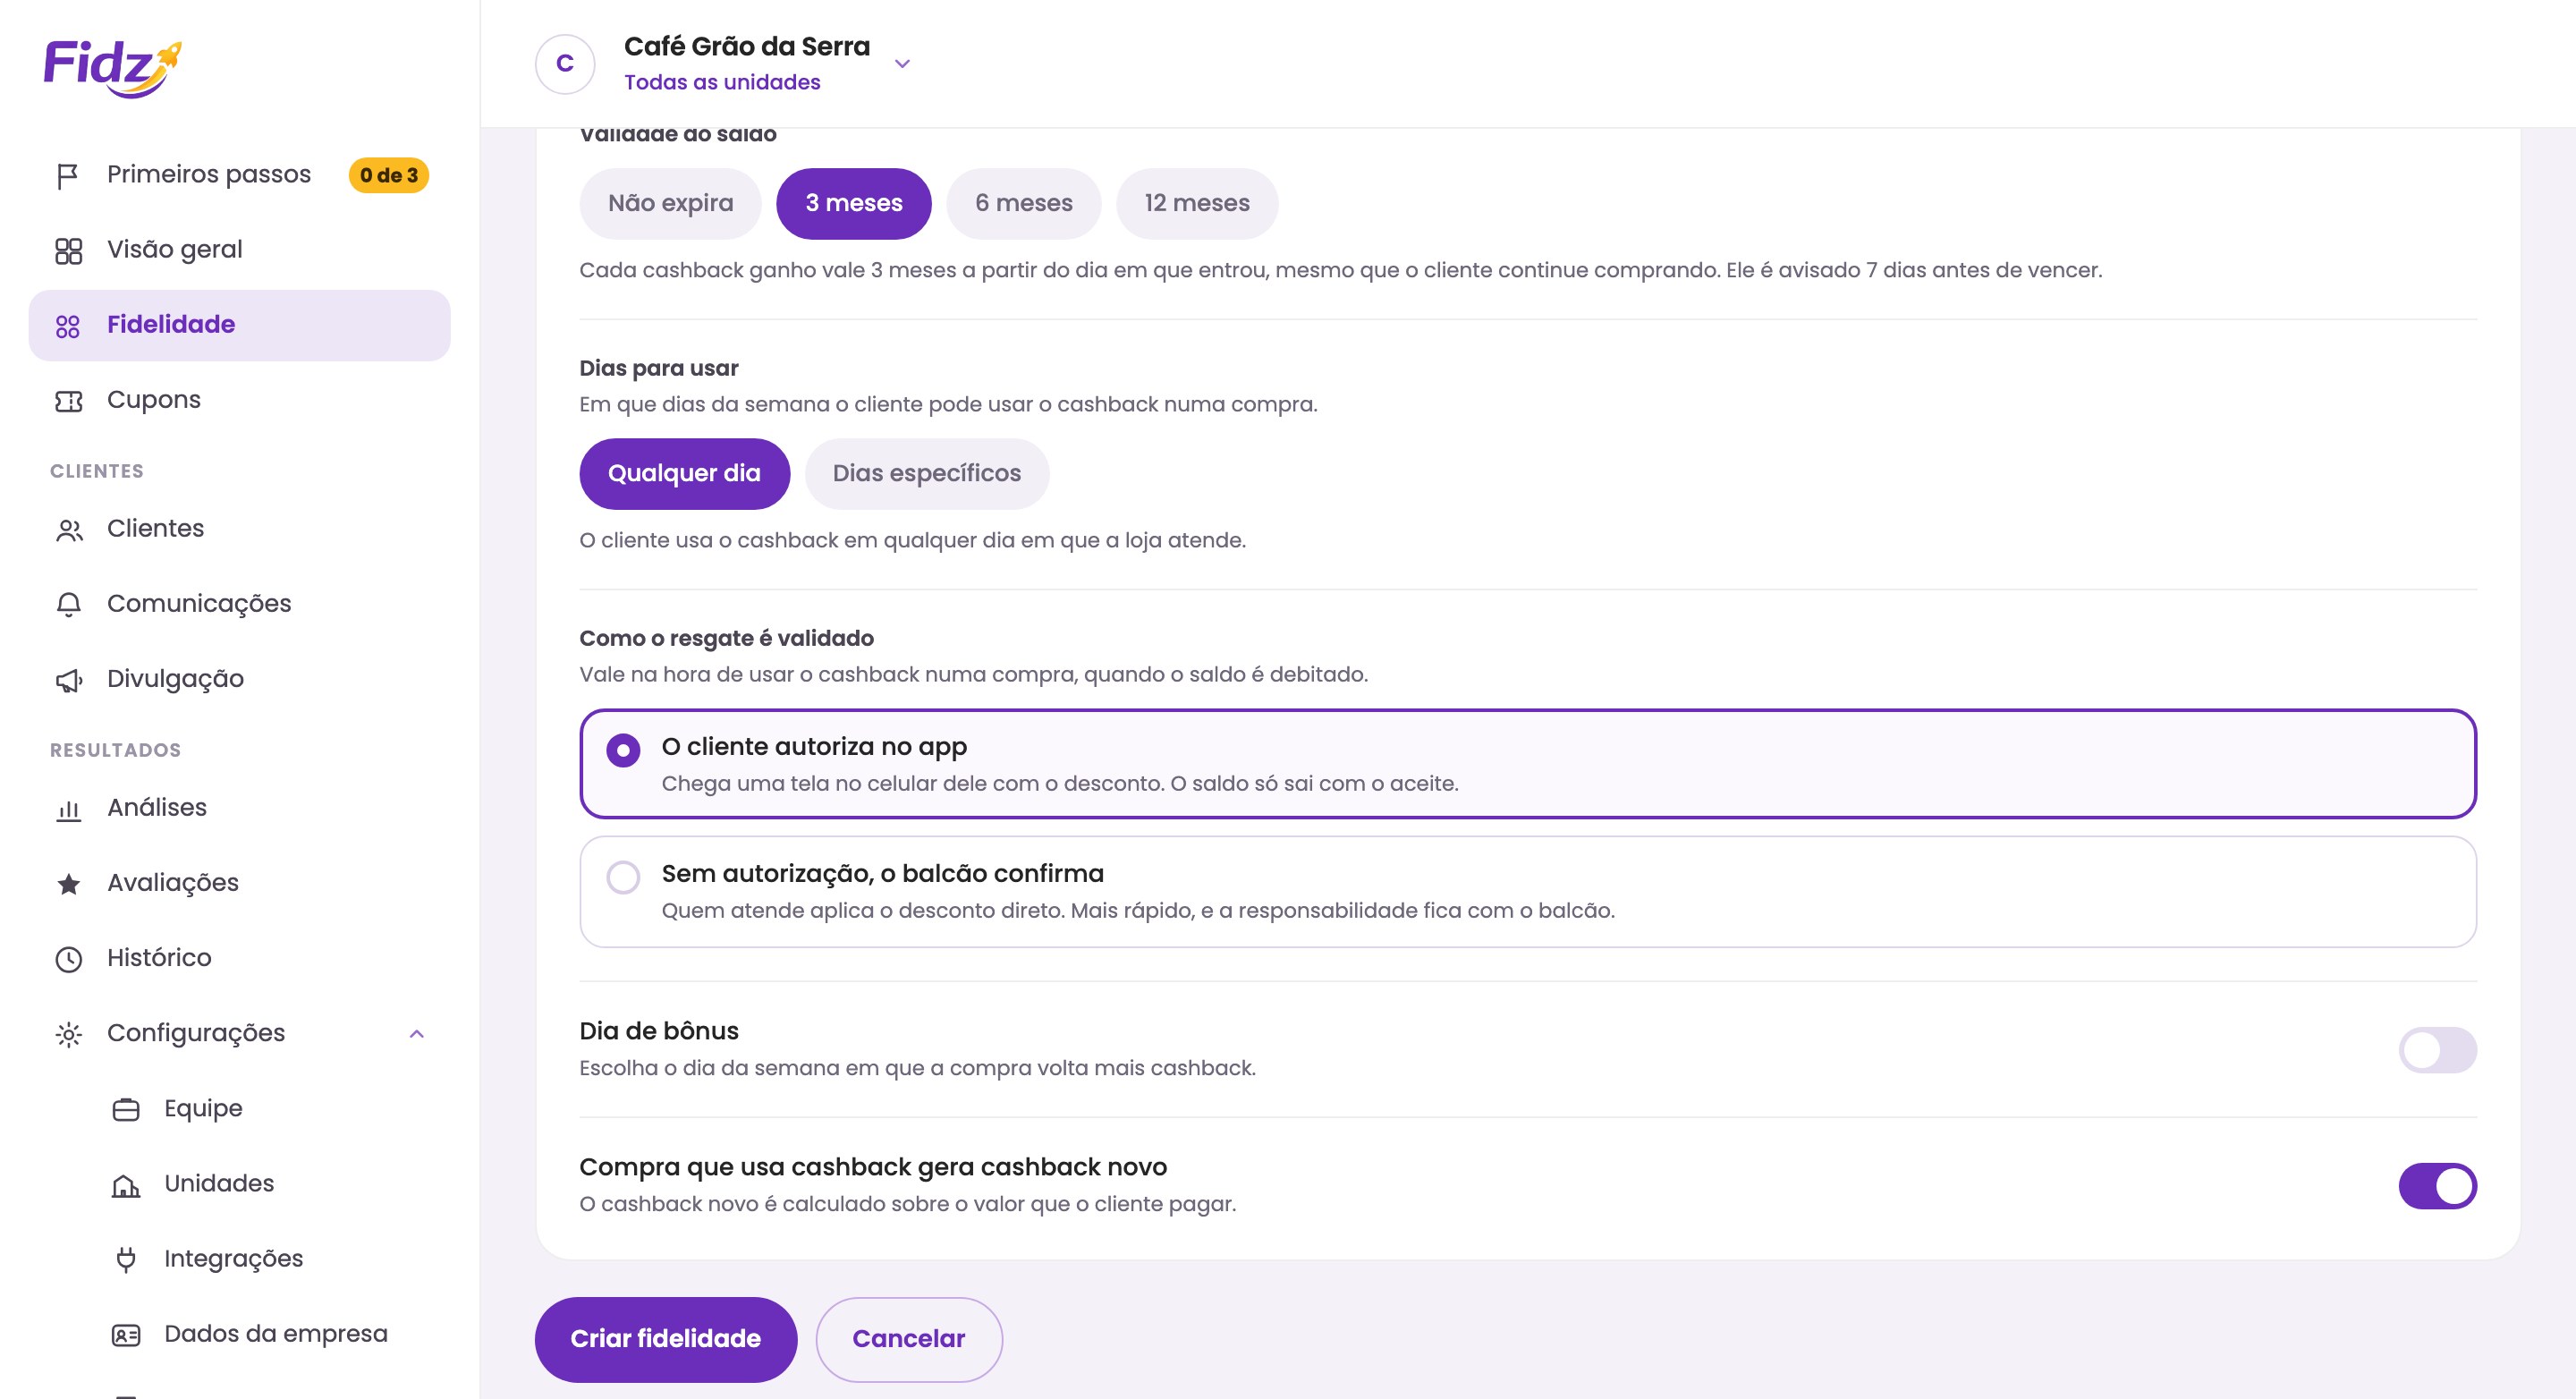 Fidz
Primeiros passos
0 de 3
Visão geral
Fidelidade
Cupons
CLIENTES
Clientes
Comunicações
Divulgação
RESULTADOS
Análises
Avaliações
Histórico
Configurações
Equipe
Unidades
Integrações
Dados da empresa
C
Café Grão da Serra
Todas as unidades
Validade do saldo
Não expira
3 meses
6 meses
12 meses
Cada cashback ganho vale 3 meses a partir do dia em que entrou, mesmo que o cliente continue comprando. Ele é avisado 7 dias antes de vencer.
Dias para usar
Em que dias da semana o cliente pode usar o cashback numa compra.
Qualquer dia
Dias específicos
O cliente usa o cashback em qualquer dia em que a loja atende.
Como o resgate é validado
Vale na hora de usar o cashback numa compra, quando o saldo é debitado.
O cliente autoriza no app
Chega uma tela no celular dele com o desconto. O saldo só sai com o aceite.
Sem autorização, o balcão confirma
Quem atende aplica o desconto direto. Mais rápido, e a responsabilidade fica com o balcão.
Dia de bônus
Escolha o dia da semana em que a compra volta mais cashback.
Compra que usa cashback gera cashback novo
O cashback novo é calculado sobre o valor que o cliente pagar.
Criar fidelidade
Cancelar